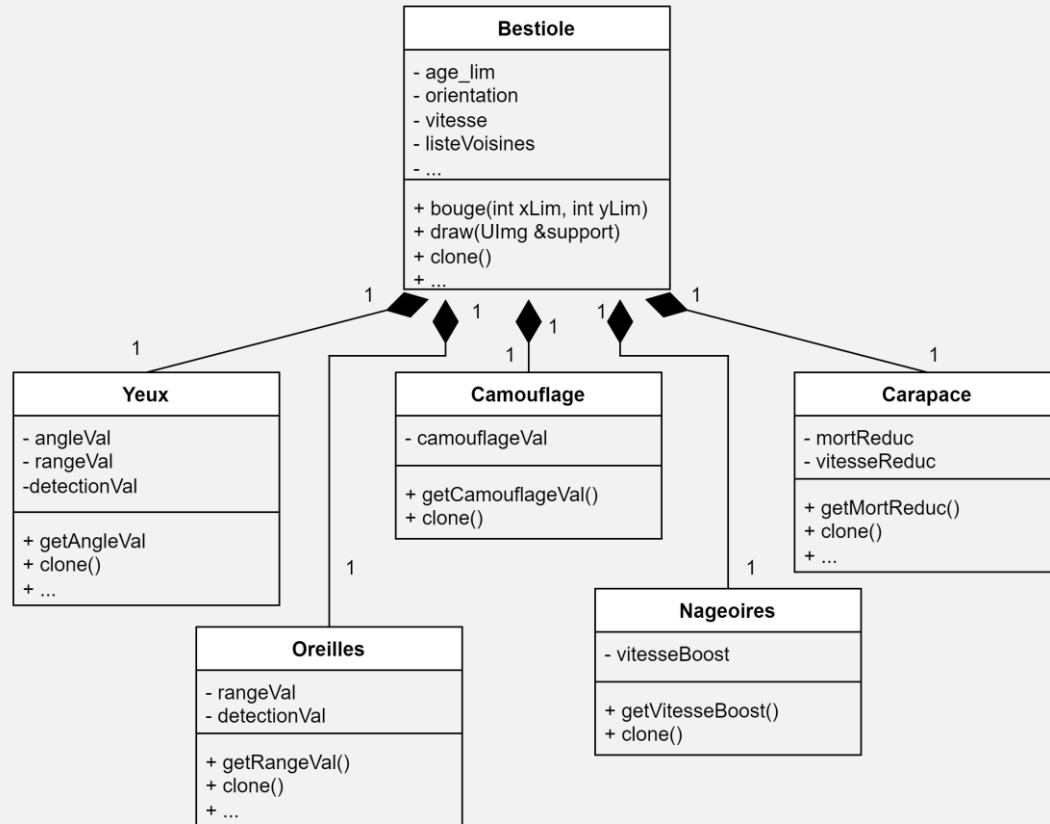 Bestiole
- age_lim
- orientation
- vitesse
- listeVoisines
- ...
+ bouge(int xLim, int yLim)
+ draw(UImg &support)
+ clone()
+ ...
1
1
1
1
1
1
1
1
Yeux
- angleVal
- rangeVal
-detectionVal
+ getAngleVal
+ clone()
+ ...
Camouflage
- camouflageVal
+ getCamouflageVal()
+ clone()
Carapace
- mortReduc
- vitesseReduc
+ getMortReduc()
+ clone()
+ ...
1
1
Oreilles
- rangeVal
- detectionVal
+ getRangeVal()
+ clone()
+ ...
Nageoires
- vitesseBoost
+ getVitesseBoost()
+ clone()